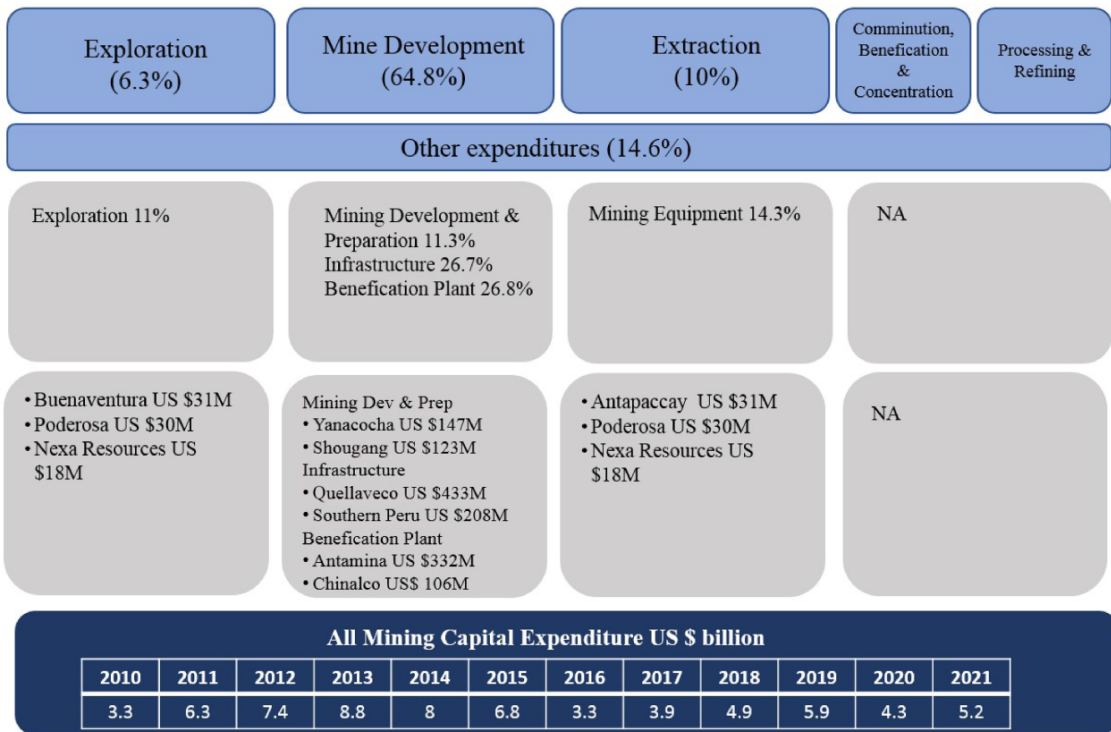 Exploration
(6.3%)
Mine Development
(64.8%)
Extraction
(10%)
Comminution,
Benefication
&
Concentration
Processing &
Refining
Other expenditures (14.6%)
Exploration 11%
Mining Development &
Preparation 11.3%
Infrastructure 26.7%
Benefication Plant 26.8%
Mining Equipment 14.3%
NA
• Buenaventura US $31M
• Poderosa US $30M
• Nexa Resources US
$18M
Mining Dev & Prep
• Yanacocha US $147M
• Shougang US $123M
Infrastructure
• Quellaveco US $433M
• Southern Peru US $208M
Benefication Plant
• Antamina US $332M
• Chinalco US$ 106M
• Antapaccay US $31M
• Poderosa US $30M
• Nexa Resources US
$18M
NA
All Mining Capital Expenditure US $ billion
2010 2011 2012 2013 2014 2015 2016 2017 2018 2019 2020 2021
3.3 6.3 7.4 8.8 8 6.8 3.3 3.9 4.9 5.9 4.3 5.2